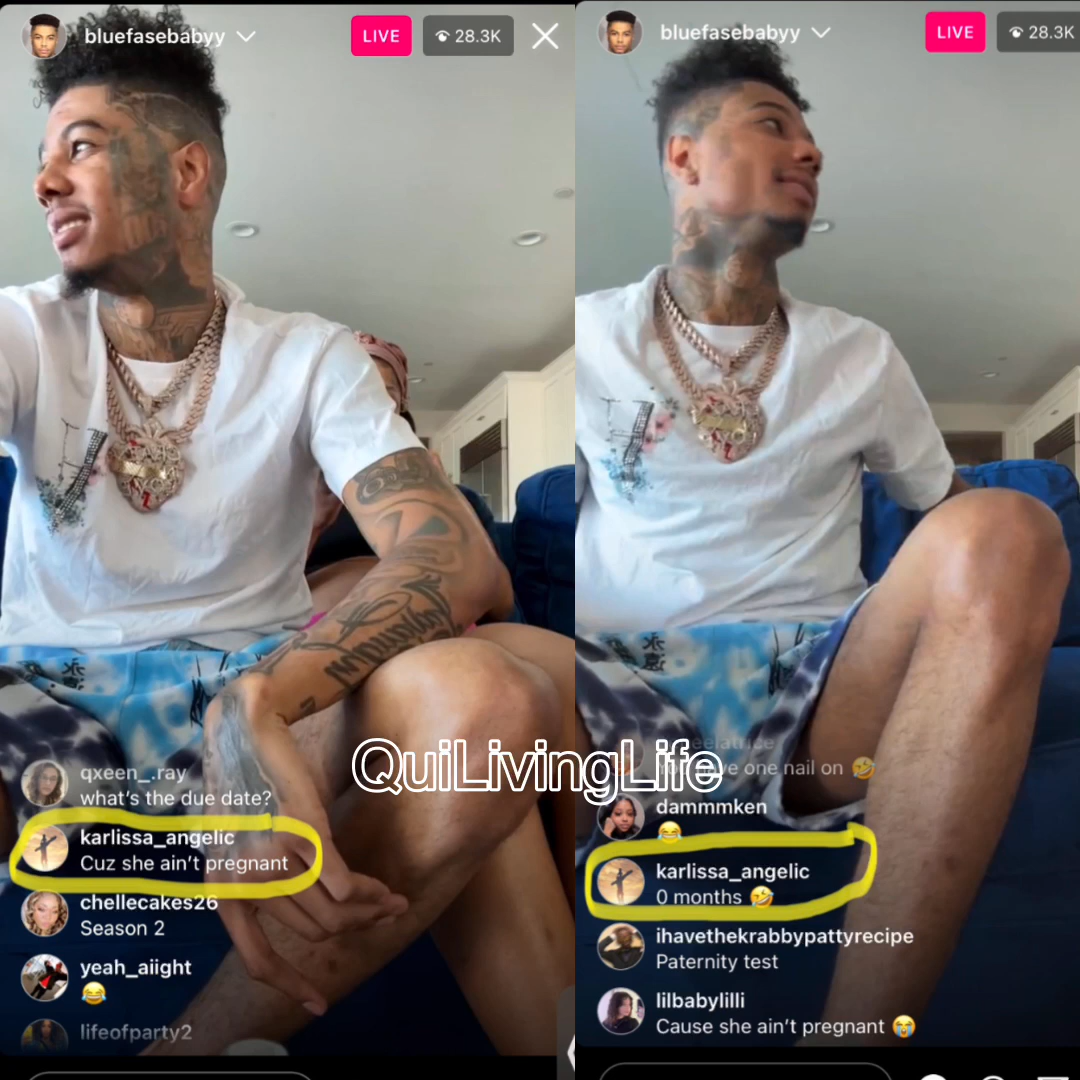 bluefasebabyy
LIVE
28.3K
qxeen_.ray
what's the due date?
karlissa_angelic
Cuz she ain't pregnant
chellecakes26
Season 2
yeah_aiight
😂
lifeofparty2
bluefasebabyy
LIVE
28.3K
QuiLivingLife
one nail on 🤣
dammmken
😂
karlissa_angelic
0 months 🤣
ihavethekrabbypattyrecipe
Paternity test
lilbabylilli
Cause she ain't pregnant 😭